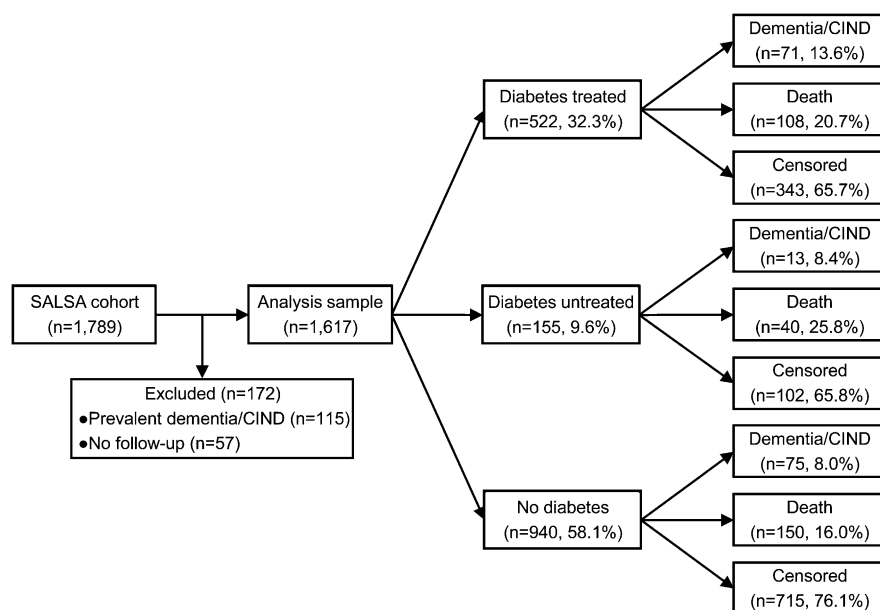 SALSA cohort
(n=1,789)
Excluded (n=172)
●Prevalent dementia/CIND (n=115)
●No follow-up (n=57)
Analysis sample
(n=1,617)
Diabetes treated
(n=522, 32.3%)
Dementia/CIND
(n=71, 13.6%)
Death
(n=108, 20.7%)
Censored
(n=343, 65.7%)
Diabetes untreated
(n=155, 9.6%)
Dementia/CIND
(n=13, 8.4%)
Death
(n=40, 25.8%)
Censored
(n=102, 65.8%)
No diabetes
(n=940, 58.1%)
Dementia/CIND
(n=75, 8.0%)
Death
(n=150, 16.0%)
Censored
(n=715, 76.1%)